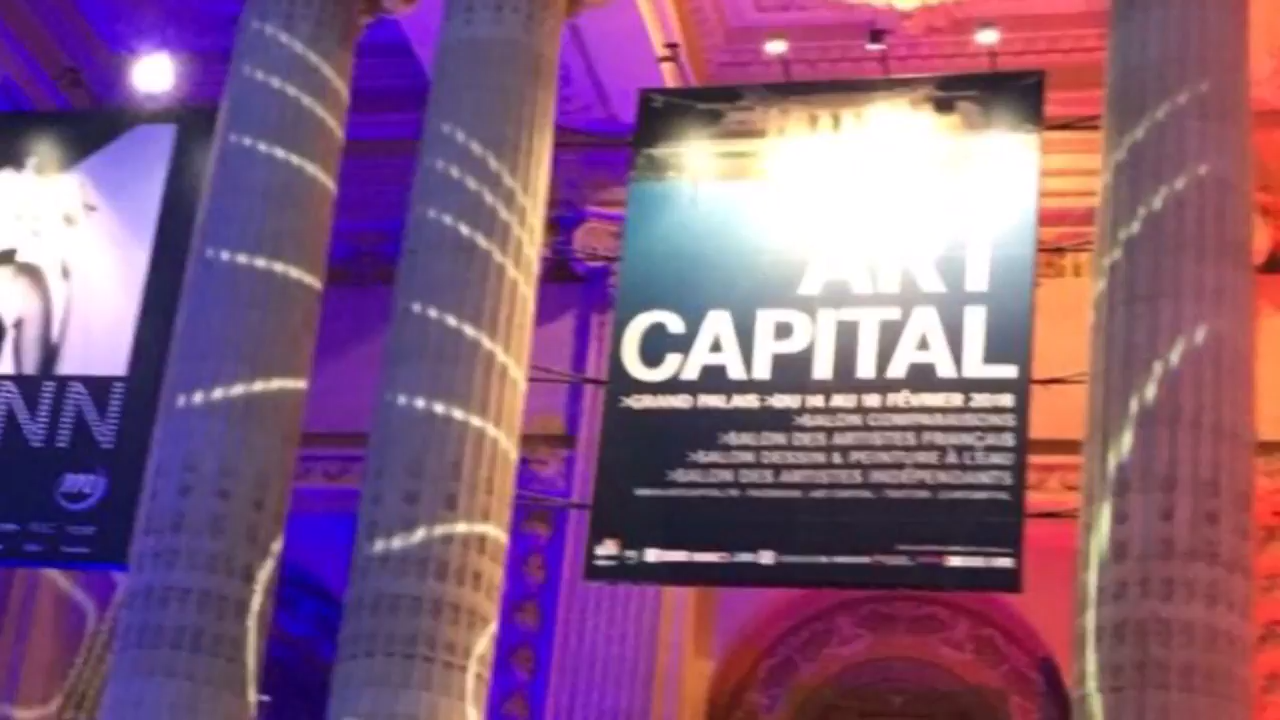 NN
ART
CAPITAL
>GRAND PALAIS >DU 14 AU 18 FÉVRIER 2018
>SALON COMPARAISONS
>SALON DES ARTISTES FRANÇAIS
>SALON DESSIN & PEINTURE À L'EAU
>SALON DES ARTISTES INDÉPENDANTS